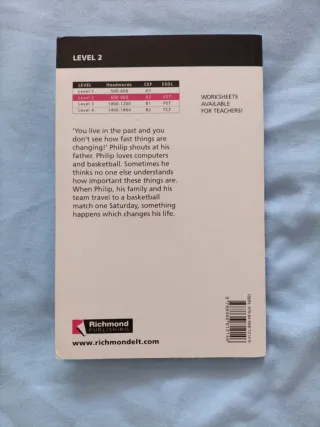 LEVEL 2
LEVEL Headwords CEF ESOL
Level 1 A1
Level 2 A2 KET
Level 3 B1 PET
Level 4 B2 FCE
WORKSHEETS
AVAILABLE
FOR TEACHERS!
'You live in the past and you
don't see how fast things are
changing!' Philip shouts at his
father. Philip loves computers
and basketball. Sometimes he
thinks no one else understands
how important these things are.
When Philip, his family and his
team travel to a basketball
match one Saturday, something
happens which changes his life.
Richmond
PUBLISHING
www.richmondelt.com